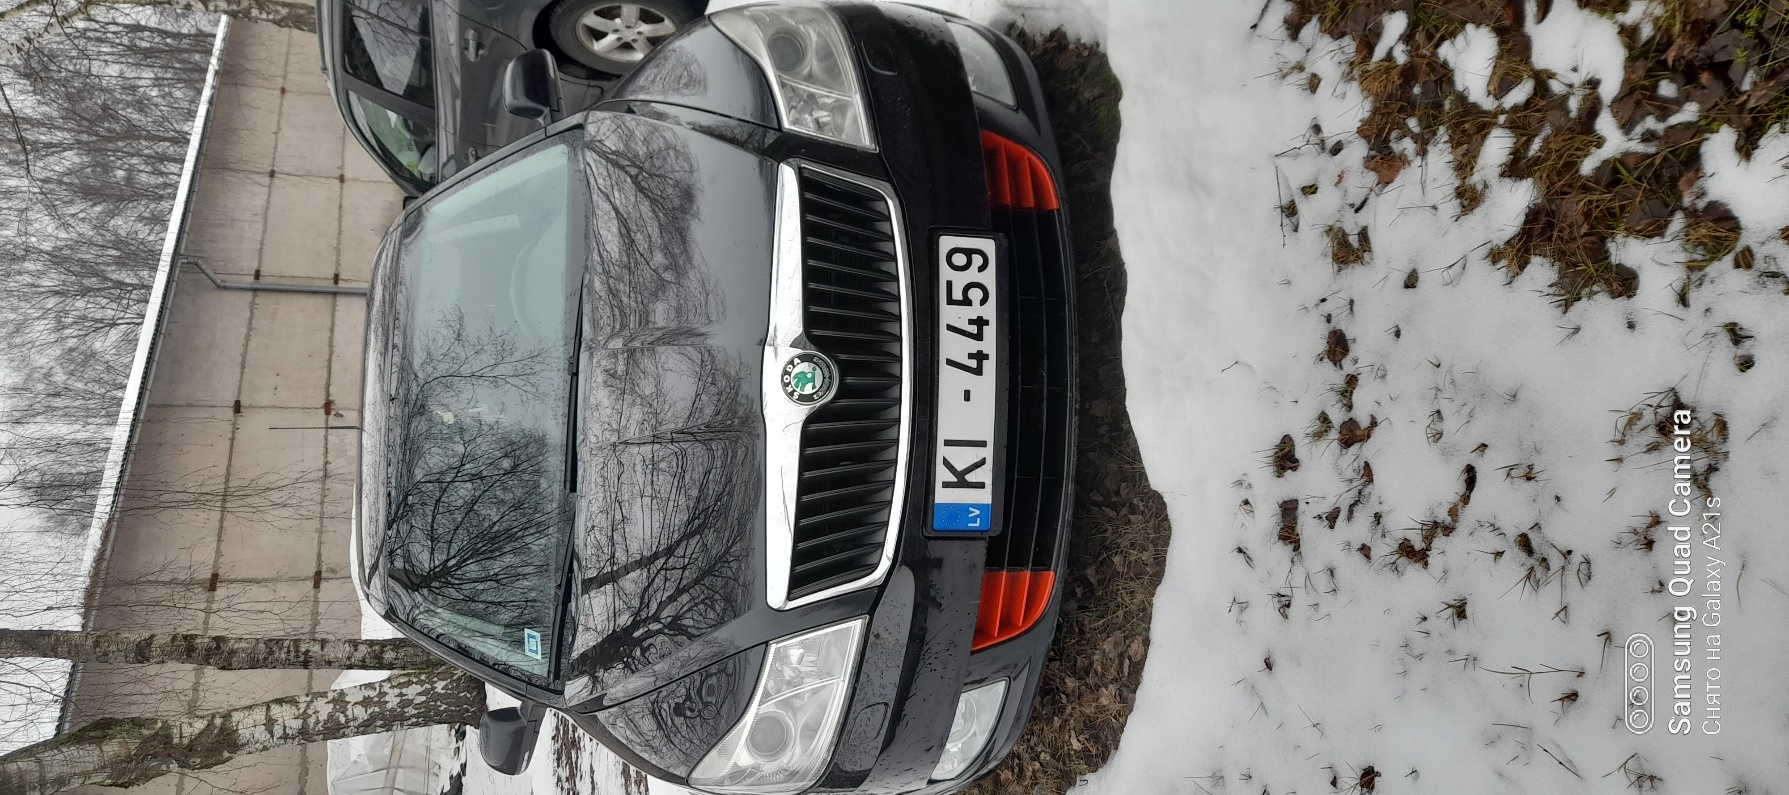 ŠKODA
LV
KI-4459
Samsung Quad Camera
Снято на Galaxy A21s